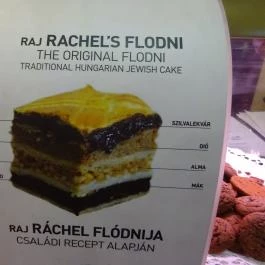 RAJ RACHEL'S FLODNI
THE ORIGINAL FLODNI
TRADITIONAL HUNGARIAN JEWISH CAKE
SZILVALEKVÁR
DIÓ
ALMA
MÁK
RAJ RÁCHEL FLÓDNIJA
CSALÁDI RECEPT ALAPJÁN